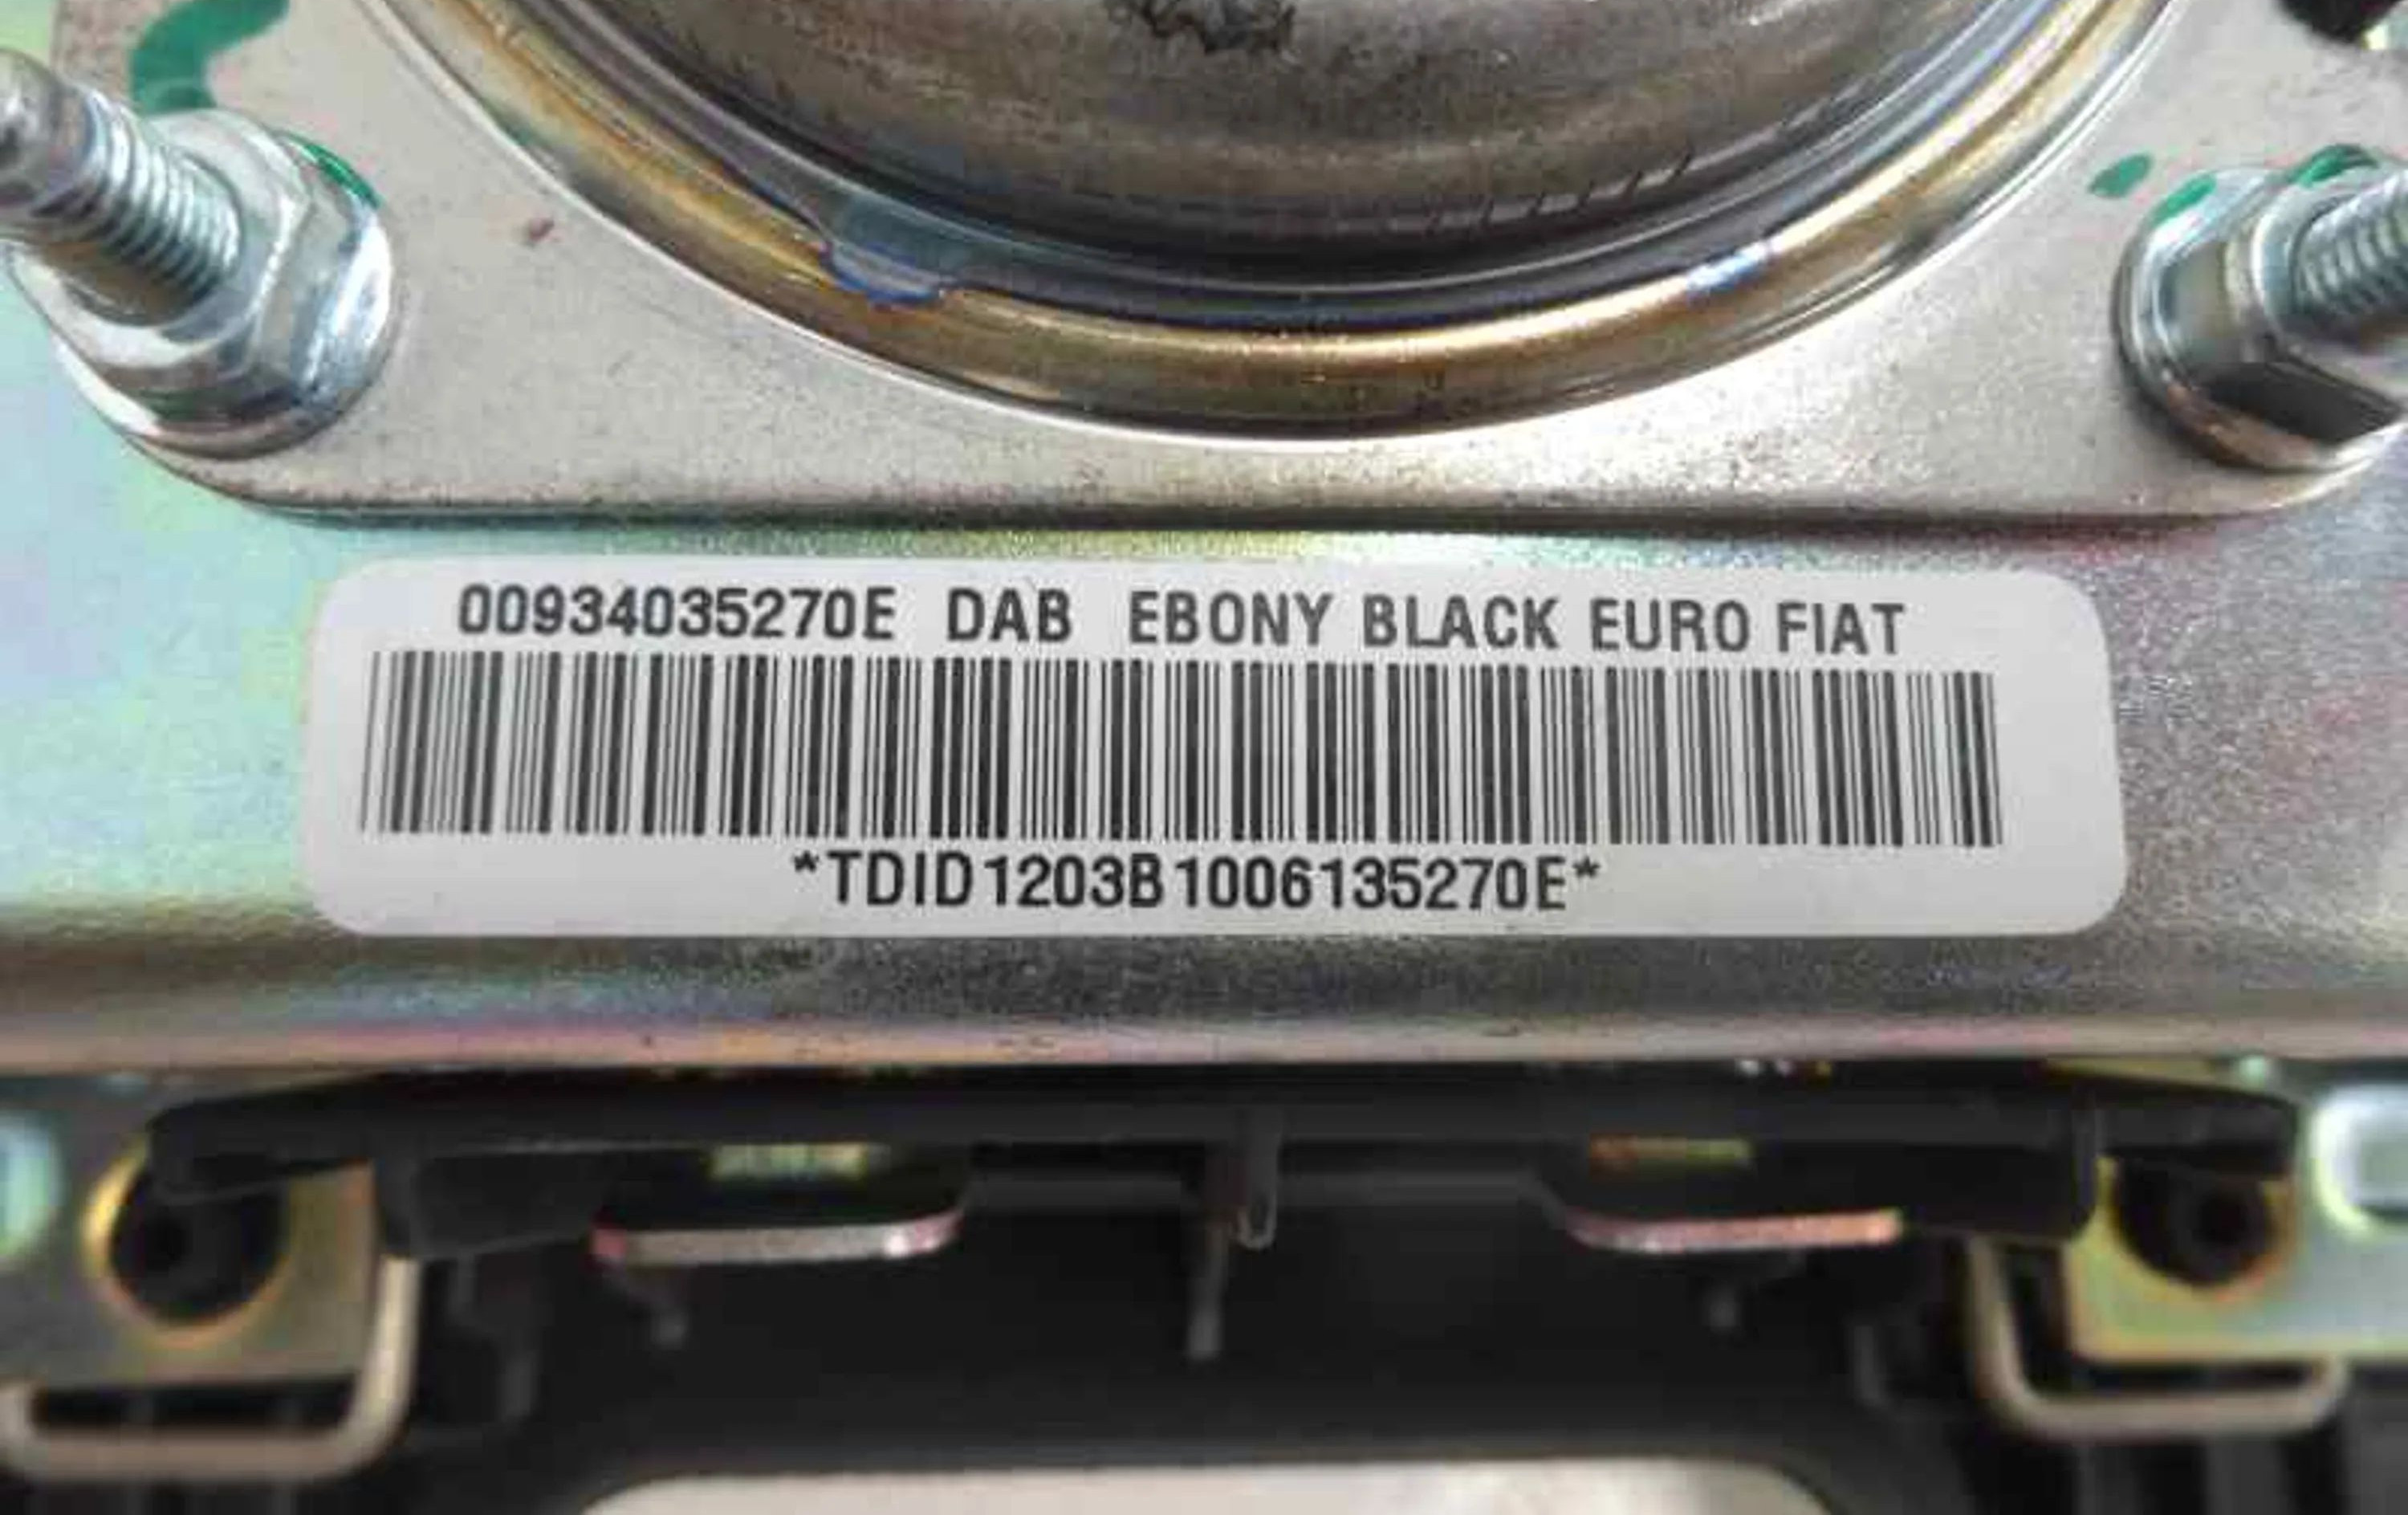 00934035270E DAB EBONY BLACK EURO FIAT
*TDID1203B1006135270E*